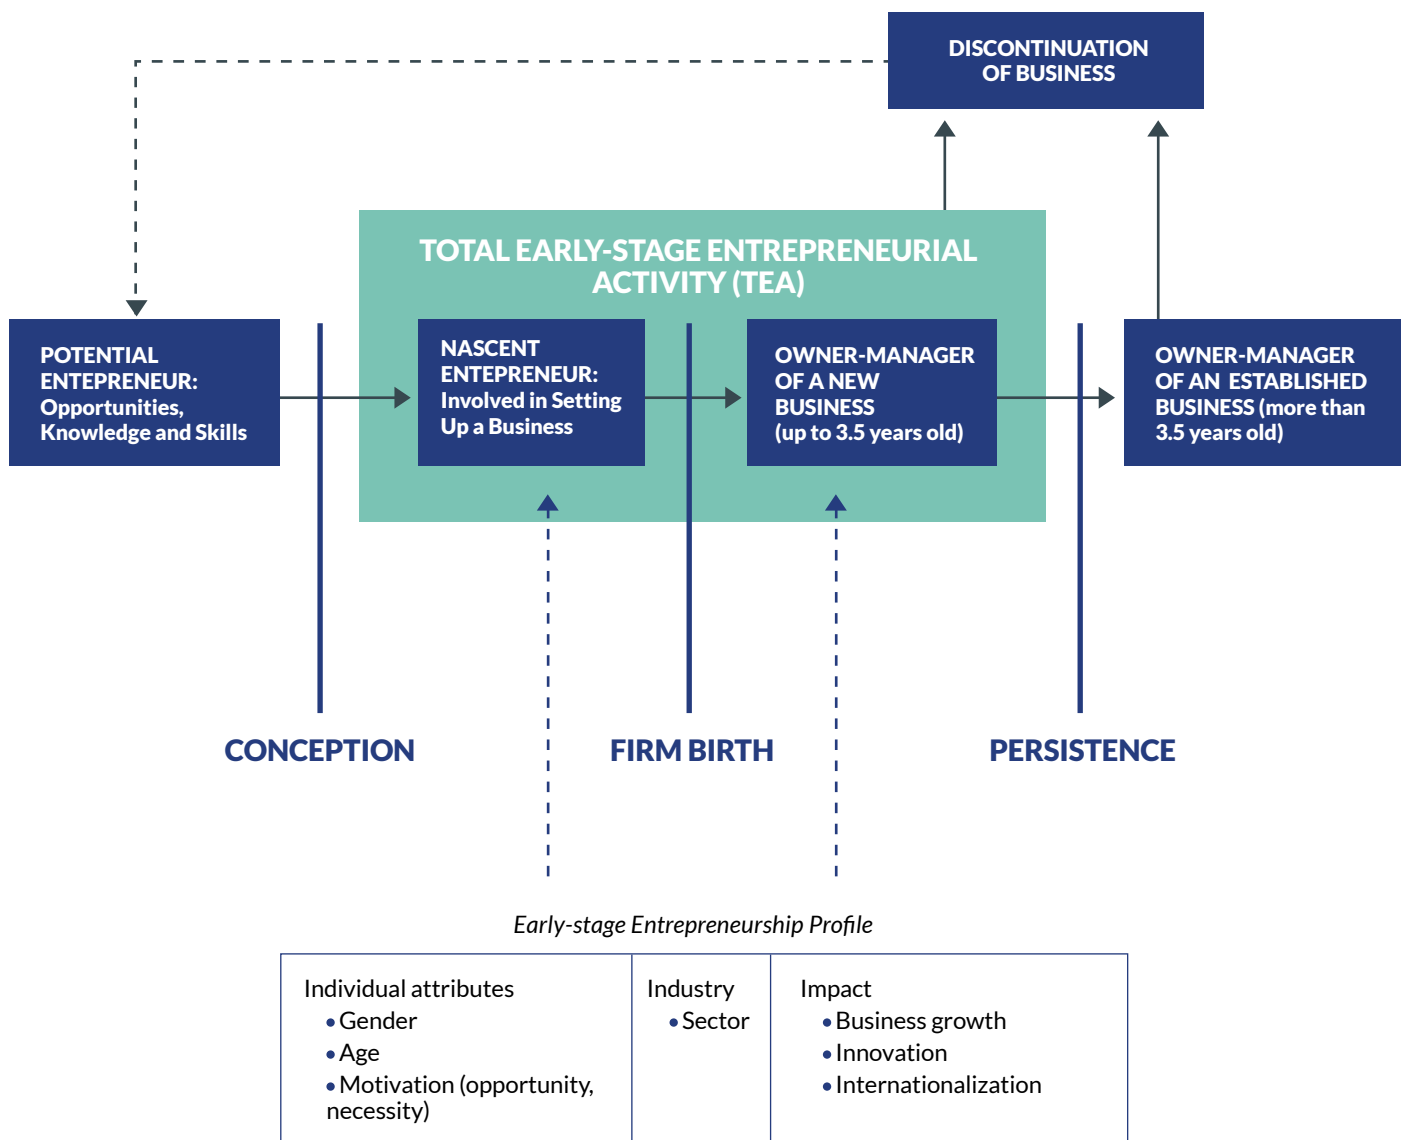 DISCONTINUATION
OF BUSINESS
TOTAL EARLY-STAGE ENTREPRENEURIAL
ACTIVITY (TEA)
POTENTIAL
ENTEPRENEUR:
Opportunities,
Knowledge and Skills
NASCENT
ENTEPRENEUR:
Involved in Setting
Up a Business
OWNER-MANAGER
OF A NEW
BUSINESS
(up to 3.5 years old)
OWNER-MANAGER
OF AN ESTABLISHED
BUSINESS (more than
3.5 years old)
CONCEPTION
FIRM BIRTH
PERSISTENCE
Early-stage Entrepreneurship Profile
Individual attributes
• Gender
• Age
• Motivation (opportunity,
necessity)
Industry
• Sector
Impact
• Business growth
• Innovation
• Internationalization